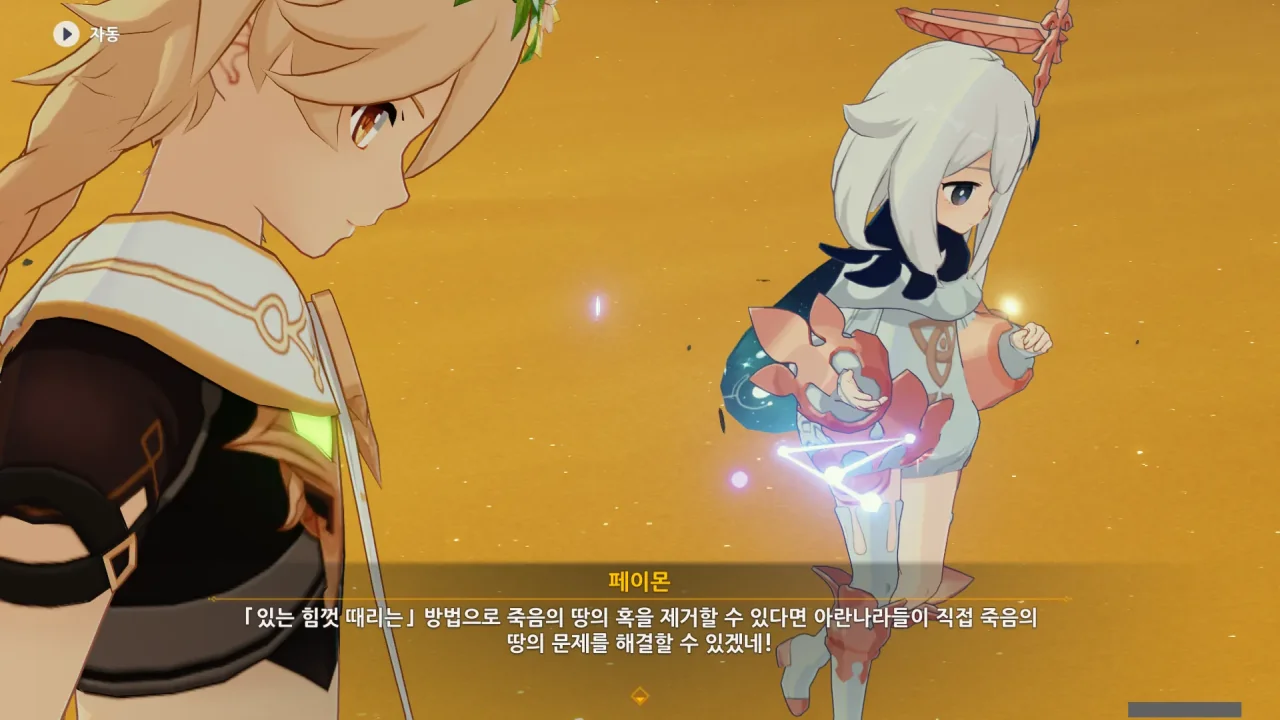 자동
페이몬
「있는 힘껏 때리는」 방법으로 죽음의 땅의 혹을 제거할 수 있다면 아란나라들이 직접 죽음의
땅의 문제를 해결할 수 있겠네!